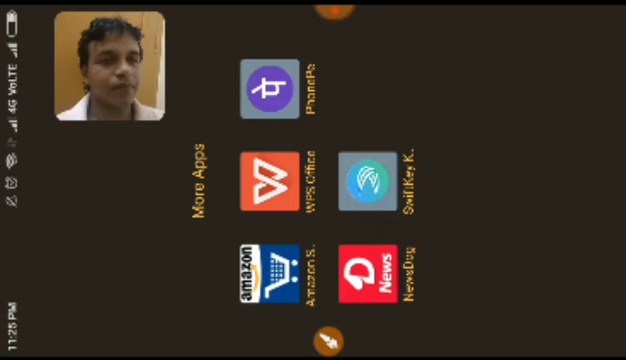 11:25 PM
4G VoLTE
More Apps
amazon
Amazon S..
WPS Office
PhonePe
News
NewsDog
SwiftKey K..